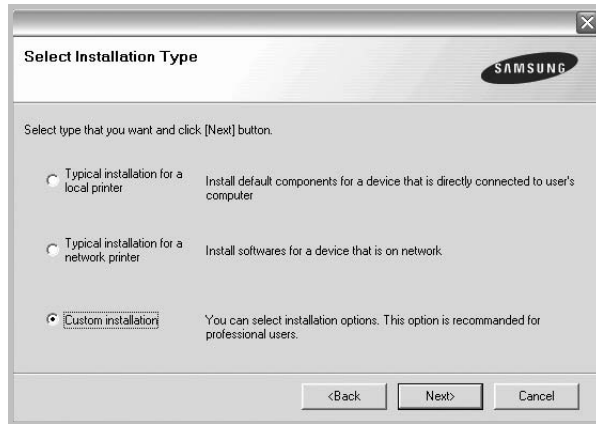 Select Installation Type
SAMSUNG
Select type that you want and click [Next] button.
Typical installation for a
local printer
Install default components for a device that is directly connected to user's
computer
Typical installation for a
network printer
Install softwares for a device that is on network
Custom installation
You can select installation options. This option is recommanded for
professional users.
<Back
Next>
Cancel